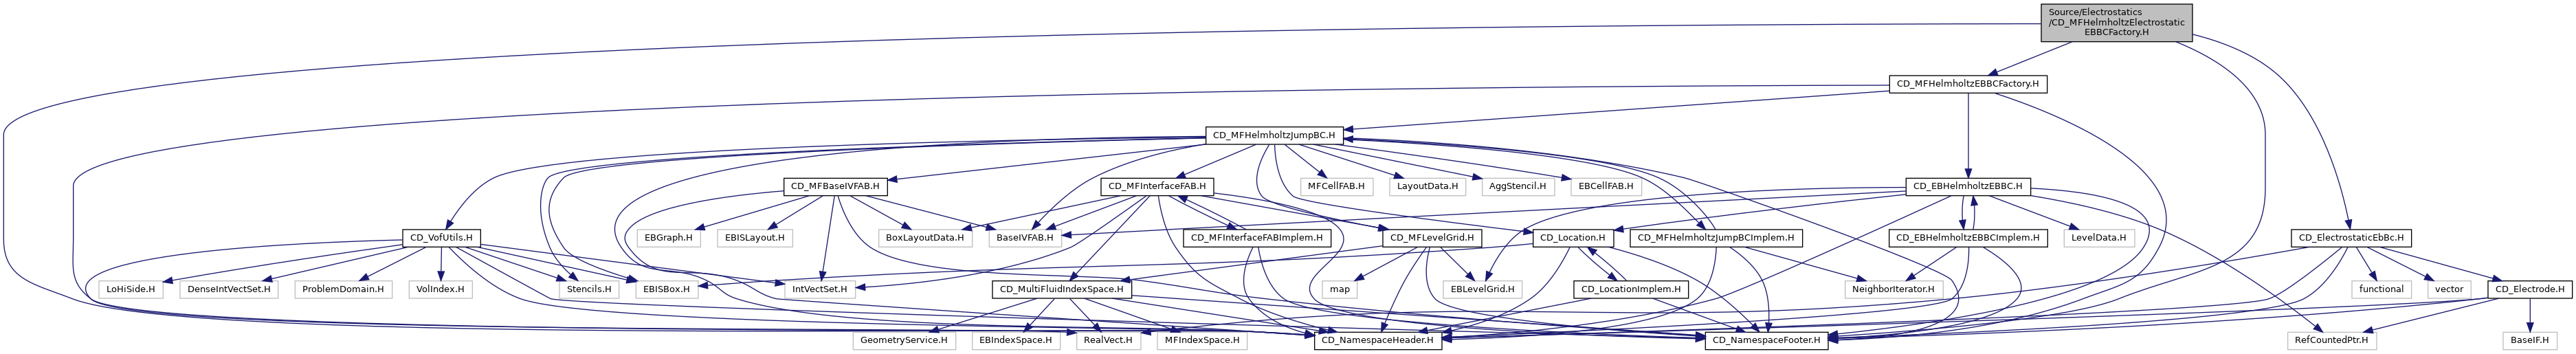 Source/Electrostatics
/CD_MFHelmholtzElectrostatic
EBBCFactory.H
CD_MFHelmholtzEBBCFactory.H
CD_MFHelmholtzJumpBC.H
CD_MFBaseIVFAB.H
CD_MFInterfaceFAB.H
MFCellFAB.H
LayoutData.H
AggStencil.H
EBCellFAB.H
CD_EBHelmholtzEBBC.H
CD_VofUtils.H
EBGraph.H
EBISLayout.H
BoxLayoutData.H
BaseIVFAB.H
CD_MFInterfaceFABImplem.H
CD_MFLevelGrid.H
CD_Location.H
CD_MFHelmholtzJumpBCImplem.H
CD_EBHelmholtzEBBCImplem.H
LevelData.H
CD_ElectrostaticEbBc.H
LoHiSide.H
DenseIntVectSet.H
ProblemDomain.H
VolIndex.H
Stencils.H
EBISBox.H
IntVectSet.H
CD_MultiFluidIndexSpace.H
map
EBLevelGrid.H
CD_LocationImplem.H
NeighborIterator.H
functional
vector
CD_Electrode.H
GeometryService.H
EBIndexSpace.H
RealVect.H
MFIndexSpace.H
CD_NamespaceHeader.H
CD_NamespaceFooter.H
RefCountedPtr.H
BaseIF.H